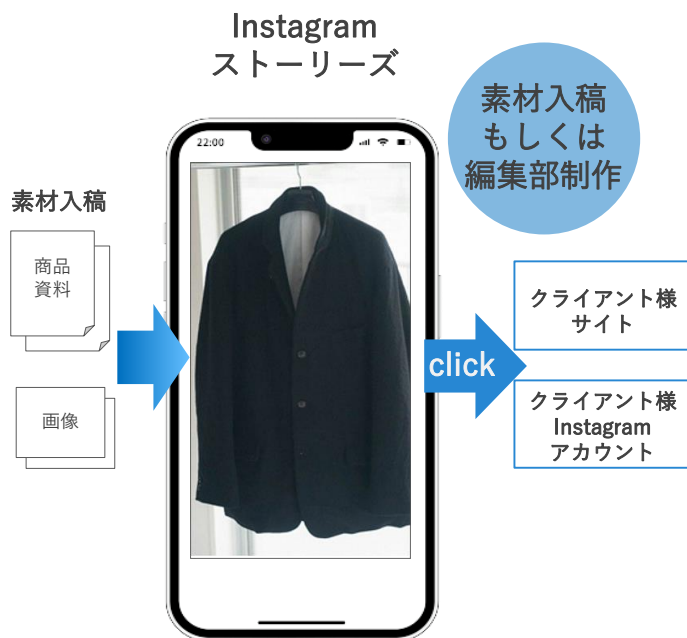 Instagram
ストーリーズ
素材入稿
もしくは
編集部制作
22:00
素材入稿
商品
資料
画像
click
クライアント様
サイト
クライアント様
Instagram
アカウント